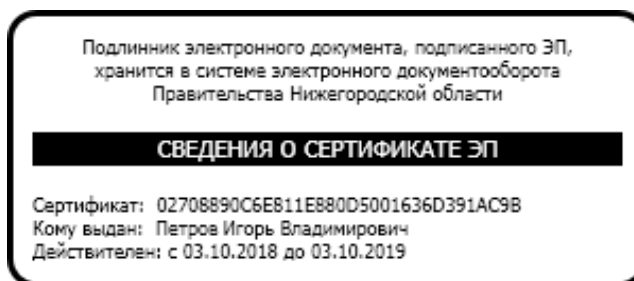 Подлинник электронного документа, подписанного ЭП,
хранится в системе электронного документооборота
Правительства Нижегородской области
СВЕДЕНИЯ О СЕРТИФИКАТЕ ЭП
Сертификат: 02708890C6E811E880D5001636D391AC9B
Кому выдан: Петров Игорь Владимирович
Действителен: с 03.10.2018 до 03.10.2019